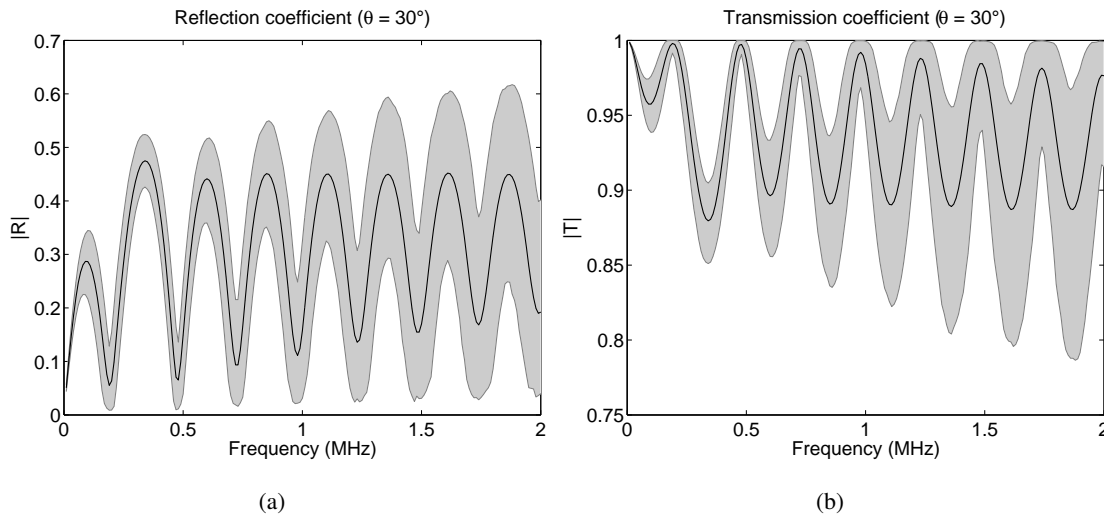 Reflection coefficient (θ = 30°)
0.7
0.6
0.5
0.4
0.3
0.2
0.1
0
|R|
0 0.5 1 1.5 2
Frequency (MHz)
(a)
Transmission coefficient (θ = 30°)
1
0.95
0.9
0.85
0.8
0.75
|T|
0 0.5 1 1.5 2
Frequency (MHz)
(b)